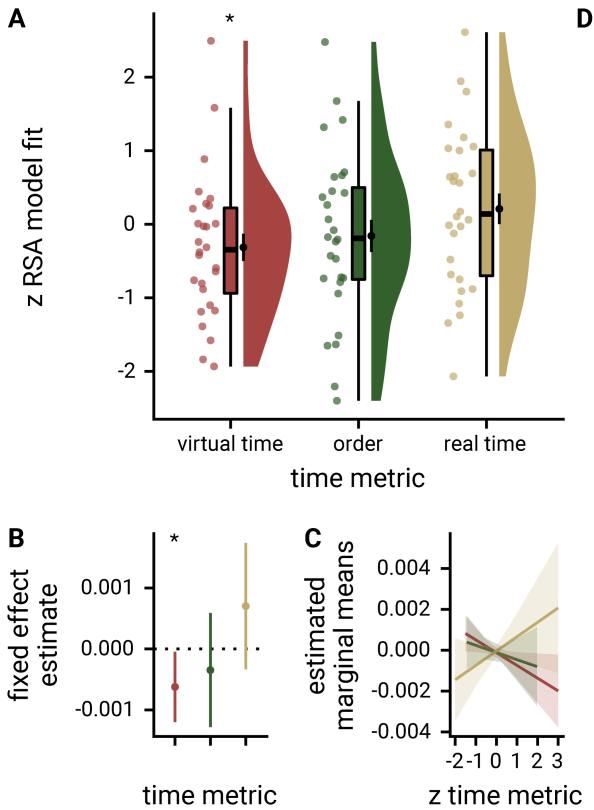 A
D
*
z RSA model fit
2
1
0
-1
-2
virtual time
order
real time
time metric
B
*
fixed effect
estimate
0.001
0.000
-0.001
time metric
C
estimated
marginal means
0.004
0.002
0.000
-0.002
-0.004
-2 -1 0 1 2 3
z time metric